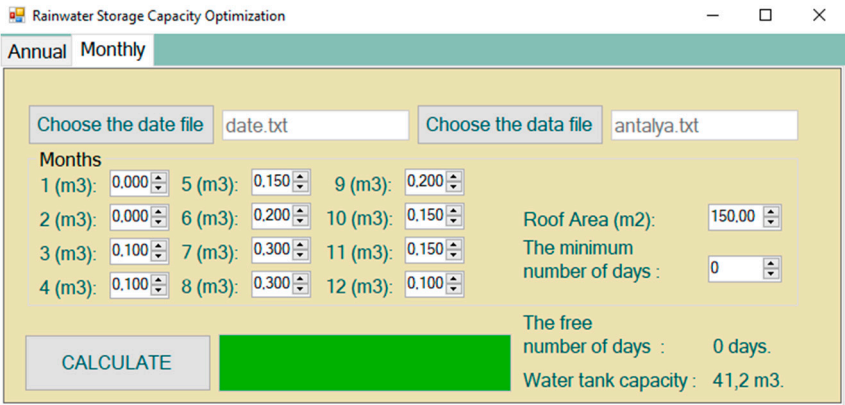 Rainwater Storage Capacity Optimization
Annual Monthly
Choose the date file date.txt Choose the data file antalya.txt
Months
1 (m3): 0,000 5 (m3): 0,150 9 (m3): 0,200
2 (m3): 0,000 6 (m3): 0,200 10 (m3): 0,150 Roof Area (m2): 150,00
3 (m3): 0,100 7 (m3): 0,300 11 (m3): 0,150 The minimum
number of days : 0
4 (m3): 0,100 8 (m3): 0,300 12 (m3): 0,100
The free
number of days : 0 days.
CALCULATE
Water tank capacity : 41,2 m3.